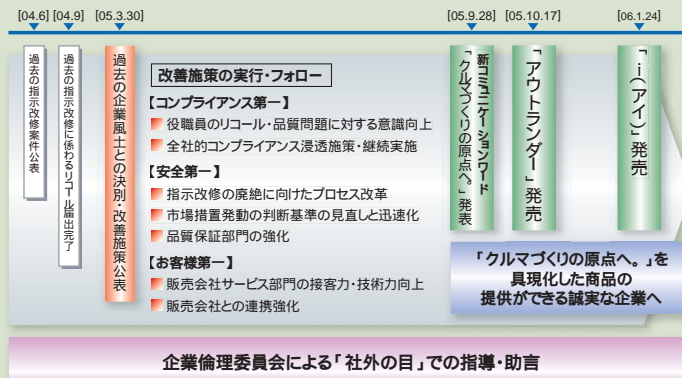 [04.6] [04.9] [05.3.30] [05.9.28] [05.10.17] [06.1.24]
過去の指示改修案件公表
過去の指示改修に係わるリコール届出完了
過去の企業風土との決別・改善施策公表
改善施策の実行・フォロー
【コンプライアンス第一】
役職員のリコール・品質問題に対する意識向上
全社的コンプライアンス浸透施策・継続実施
【安全第一】
指示改修の廃絶に向けたプロセス改革
市場措置発動の判断基準の見直しと迅速化
品質保証部門の強化
【お客様第一】
販売会社サービス部門の接客力・技術力向上
販売会社との連携強化
新コミュニケーションワード
「クルマづくりの原点へ。」発表
「アウトランダー」発売
「i(アイ)」発売
「クルマづくりの原点へ。」を
具現化した商品の
提供ができる誠実な企業へ
企業倫理委員会による「社外の目」での指導・助言